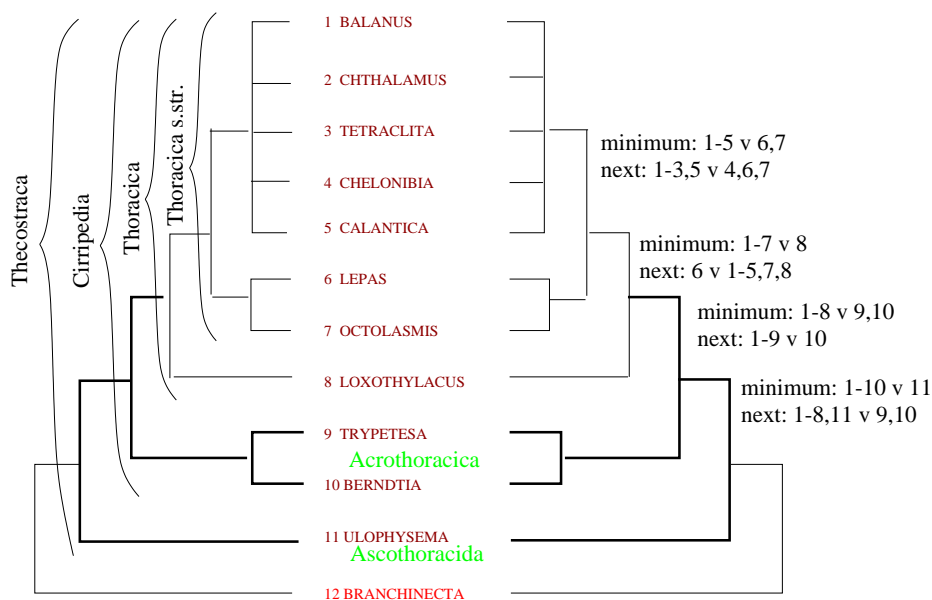 Thecostraca
Cirripedia
Thoracica
Thoracica s.str.
1 BALANUS
2 CHTHALAMUS
3 TETRACLITA
4 CHELONIBIA
5 CALANTICA
6 LEPAS
7 OCTOLASMIS
8 LOXOTHYLACUS
9 TRYPETESA
Acrothoracica
10 BERNDTIA
11 ULOPHYSEMA
Ascothoracida
12 BRANCHINECTA
minimum: 1-5 v 6,7
next: 1-3,5 v 4,6,7
minimum: 1-7 v 8
next: 6 v 1-5,7,8
minimum: 1-8 v 9,10
next: 1-9 v 10
minimum: 1-10 v 11
next: 1-8,11 v 9,10